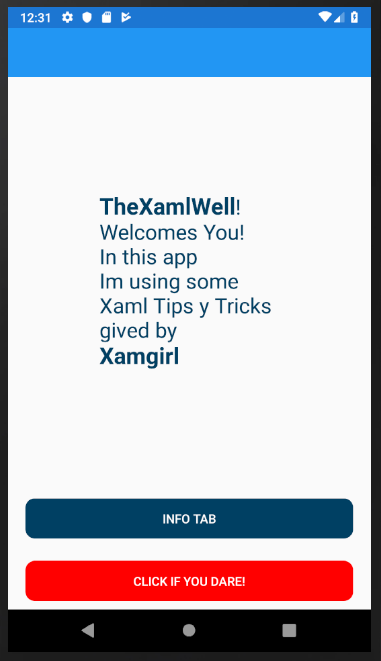 12:31
TheXamlWell!
Welcomes You!
In this app
Im using some
Xaml Tips y Tricks
gived by
Xamgirl
INFO TAB
CLICK IF YOU DARE!